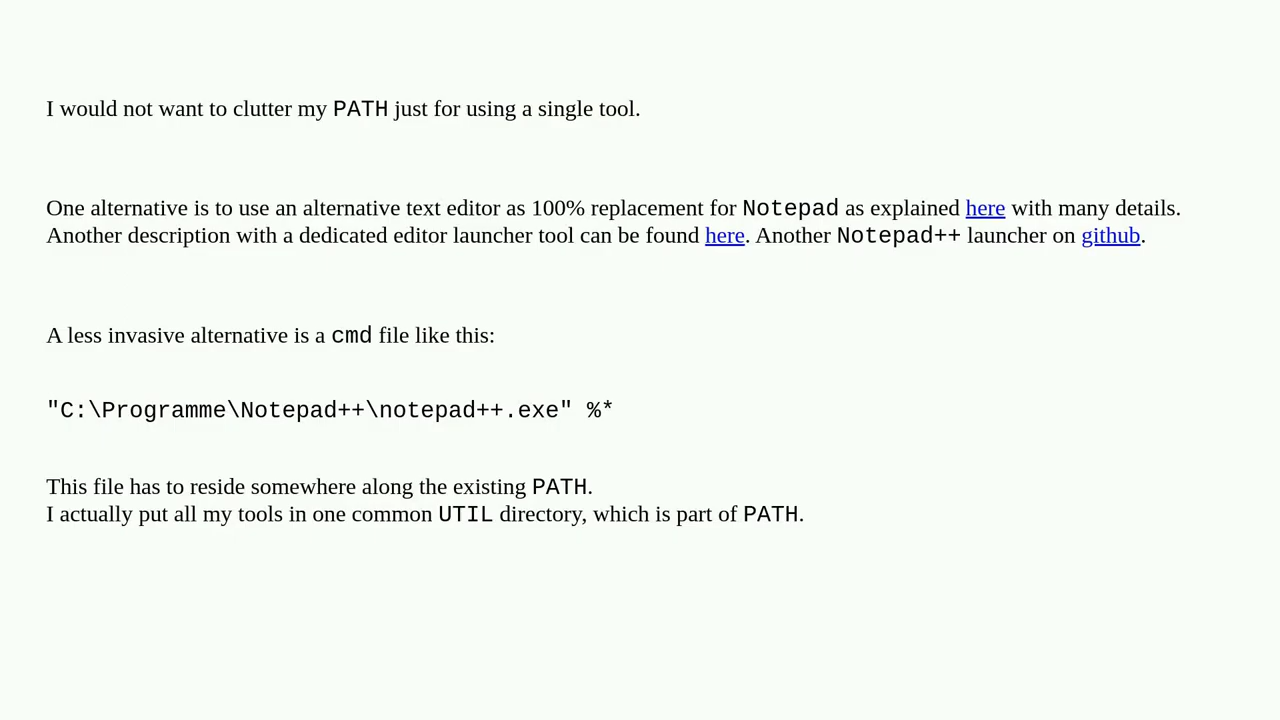 I would not want to clutter my PATH just for using a single tool.
One alternative is to use an alternative text editor as 100% replacement for Notepad as explained here with many details.
Another description with a dedicated editor launcher tool can be found here. Another Notepad++ launcher on github.
A less invasive alternative is a cmd file like this:
"C:\Programme\Notepad++\notepad++.exe" %*
This file has to reside somewhere along the existing PATH.
I actually put all my tools in one common UTIL directory, which is part of PATH.